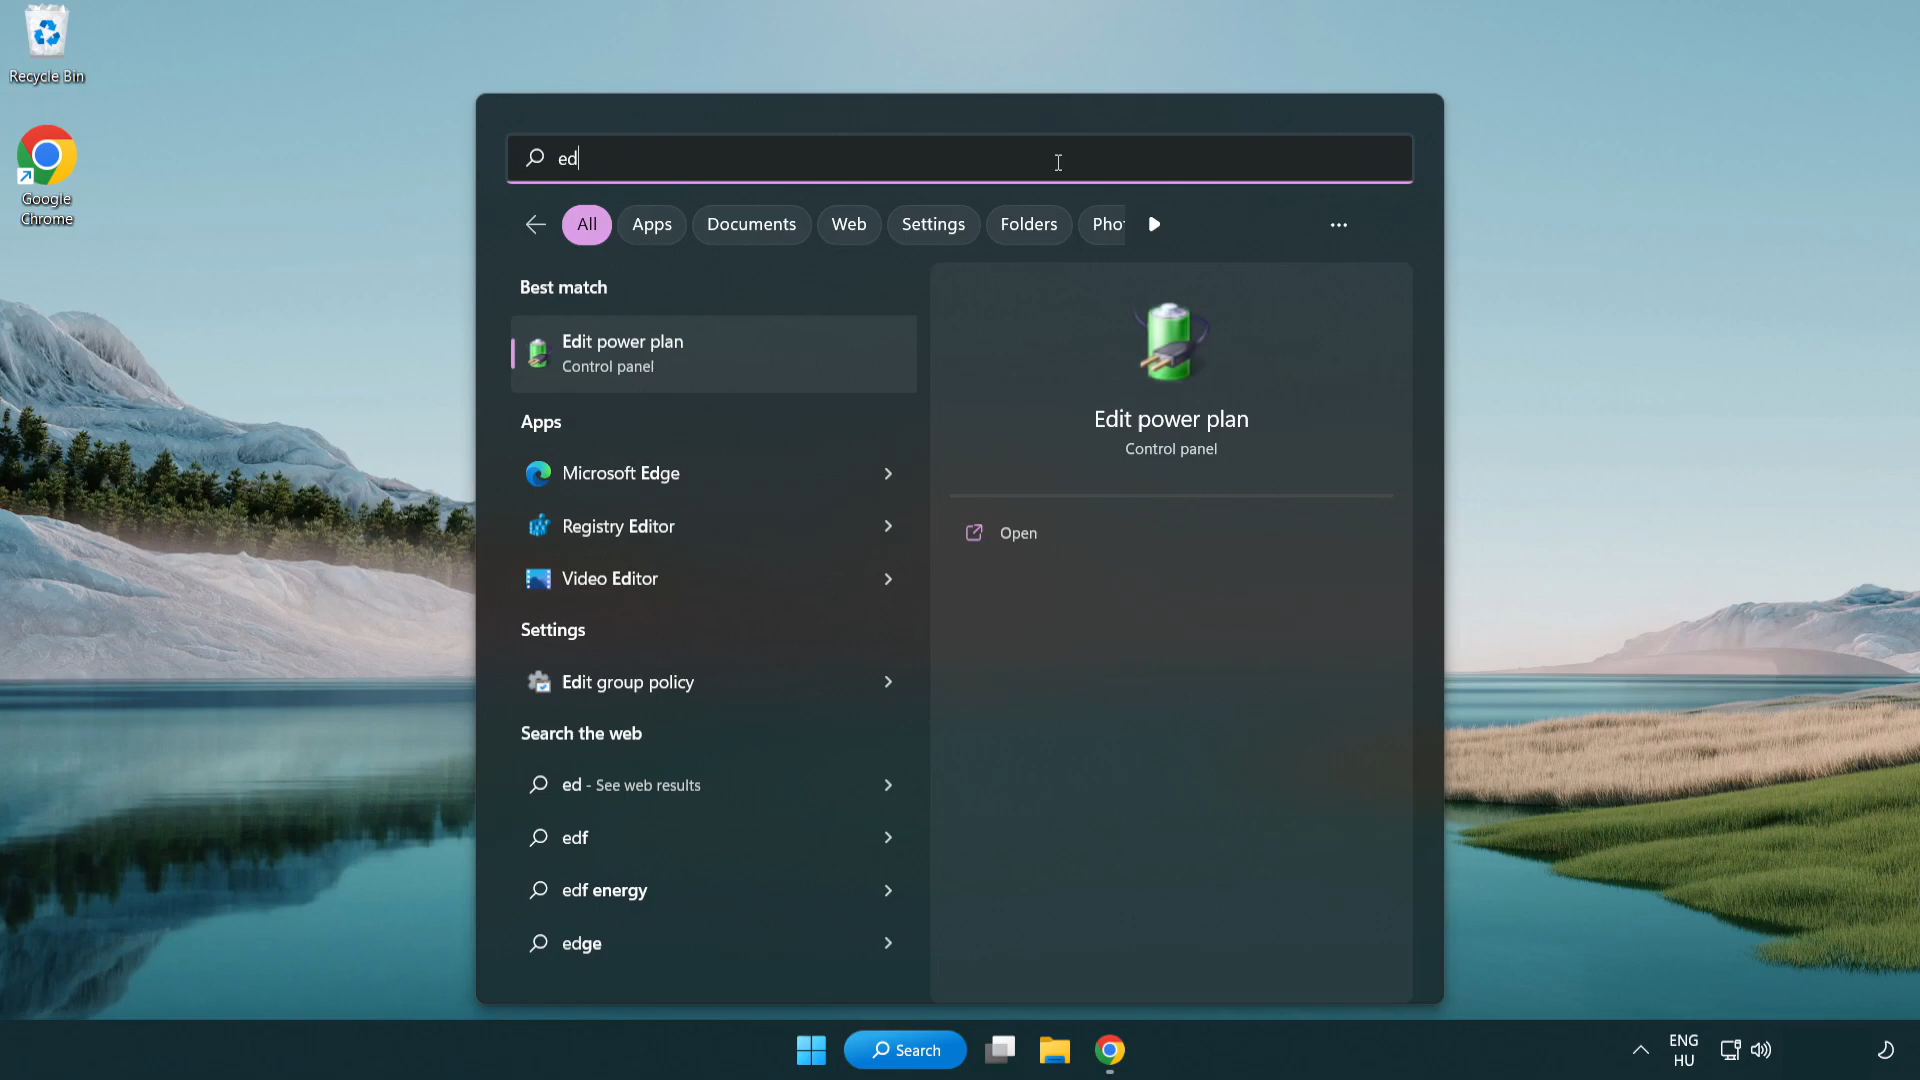 Recycle Bin
Google
Chrome
ed
All
Apps
Documents
Web
Settings
Folders
Pho
Best match
Edit power plan
Control panel
Apps
Microsoft Edge
Registry Editor
Video Editor
Settings
Edit group policy
Search the web
ed - See web results
edf
edf energy
edge
Edit power plan
Control panel
Open
Search
ENG
HU